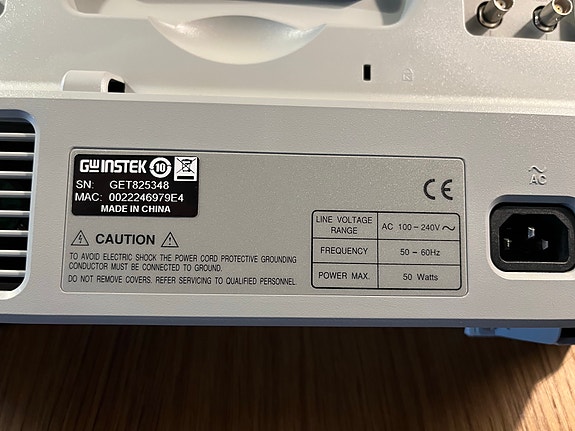 GWINSTEK 10
SN: GET825348
MAC: 0022246979E4
MADE IN CHINA
CAUTION
TO AVOID ELECTRIC SHOCK THE POWER CORD PROTECTIVE GROUNDING
CONDUCTOR MUST BE CONNECTED TO GROUND.
DO NOT REMOVE COVERS. REFER SERVICING TO QUALIFIED PERSONNEL.
CE
LINE VOLTAGE RANGE AC 100 - 240V ~
FREQUENCY 50 - 60Hz
POWER MAX. 50 Watts
~
AC